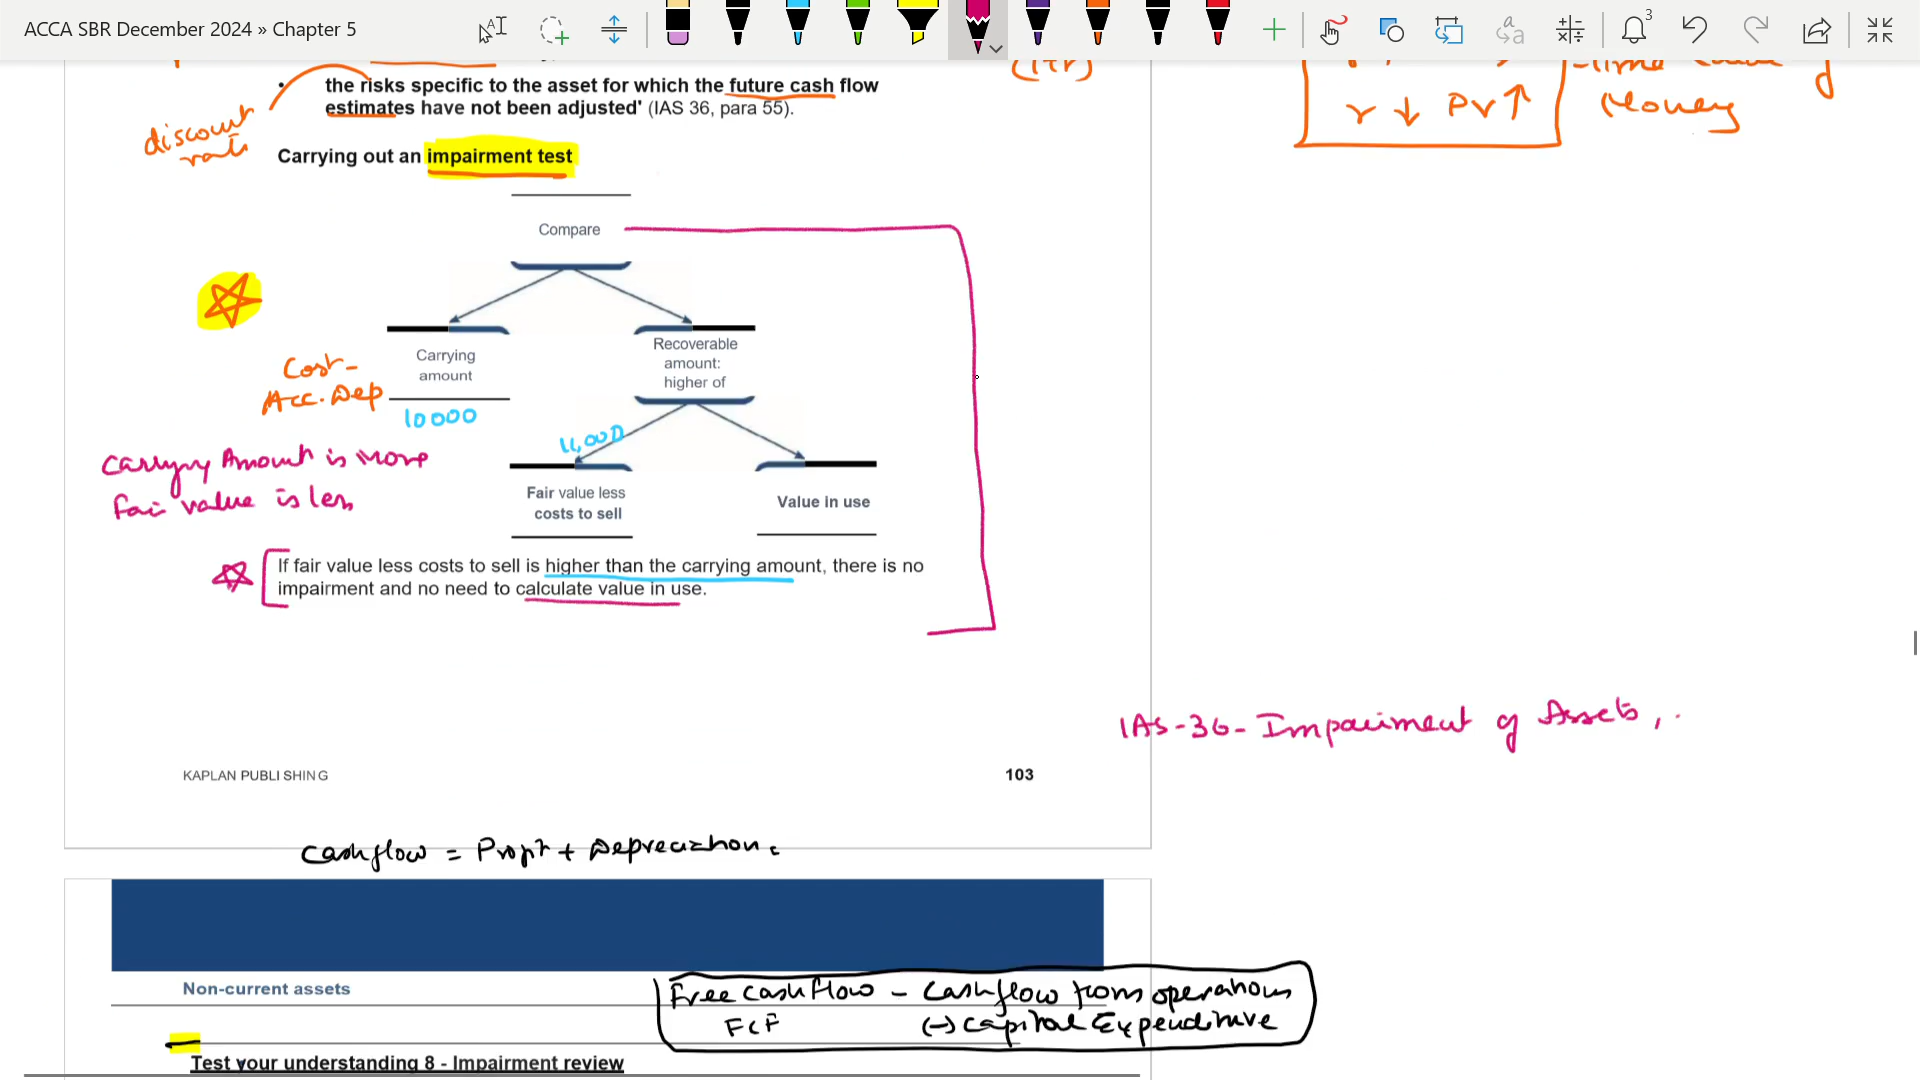 ACCA SBR December 2024 » Chapter 5
3
the risks specific to the asset for which the future cash flow
estimates have not been adjusted' (IAS 36, para 55).
(1+r)
Money
r ↓ PV ↑
discount
rate
Carrying out an impairment test
Compare
Carrying
amount
Recoverable
amount:
higher of
Cost-
Acc. Dep
10000
11,000
Carrying Amount is More
Fair value is less
Fair value less
costs to sell
Value in use
If fair value less costs to sell is higher than the carrying amount, there is no
impairment and no need to calculate value in use.
IAS-36- Impairment of Assets,
KAPLAN PUBLISHING
103
Cashflow = Profit + Depreciation.
Non-current assets
Free Cash flow - Cashflow from operations
FCF (-) Capital Expenditure
Test your understanding 8 - Impairment review